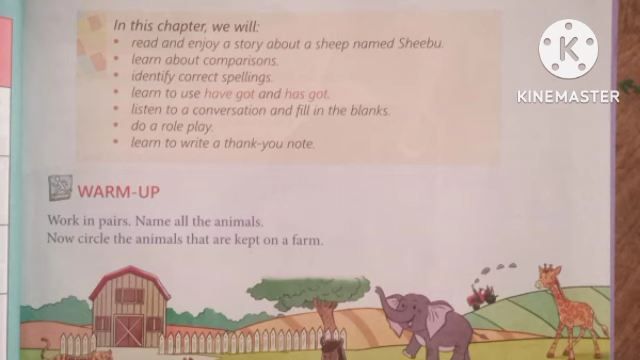 In this chapter, we will:
• read and enjoy a story about a sheep named Sheebu.
• learn about comparisons.
• identify correct spellings.
• learn to use have got and has got.
• listen to a conversation and fill in the blanks.
• do a role play.
• learn to write a thank-you note.
K
KINEMASTER
WARM-UP
Work in pairs. Name all the animals.
Now circle the animals that are kept on a farm.